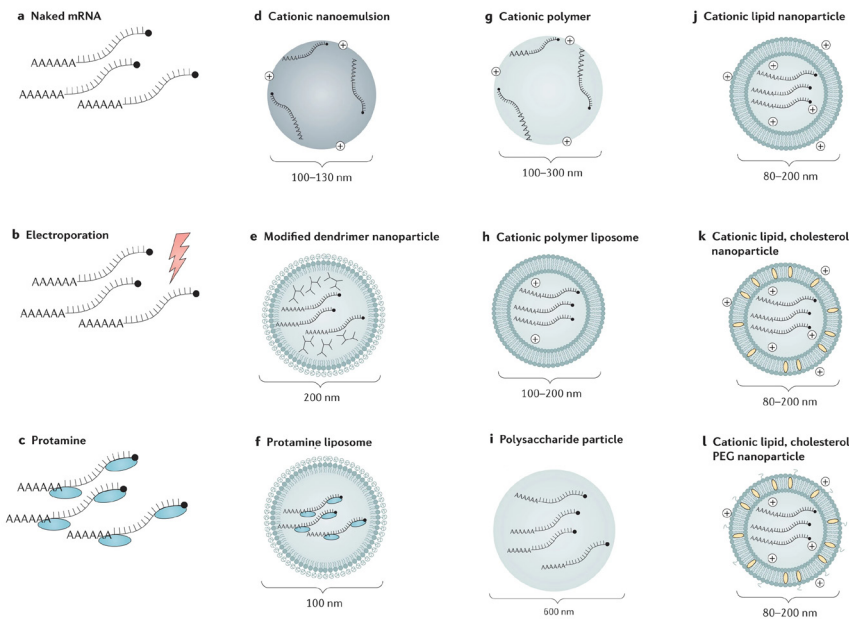 a Naked mRNA
AAAAAA
AAAAAA
AAAAAA
b Electroporation
AAAAAA
AAAAAA
AAAAAA
c Protamine
AAAAAA
AAAAAA
AAAAAA
d Cationic nanoemulsion
+
+
+
100–130 nm
e Modified dendrimer nanoparticle
200 nm
f Protamine liposome
100 nm
g Cationic polymer
+
+
+
100–300 nm
h Cationic polymer liposome
+
+
100–200 nm
i Polysaccharide particle
600 nm
j Cationic lipid nanoparticle
+
+
+
+
+
+
80–200 nm
k Cationic lipid, cholesterol
nanoparticle
+
+
+
+
+
+
80–200 nm
l Cationic lipid, cholesterol
PEG nanoparticle
+
+
+
+
+
+
80–200 nm